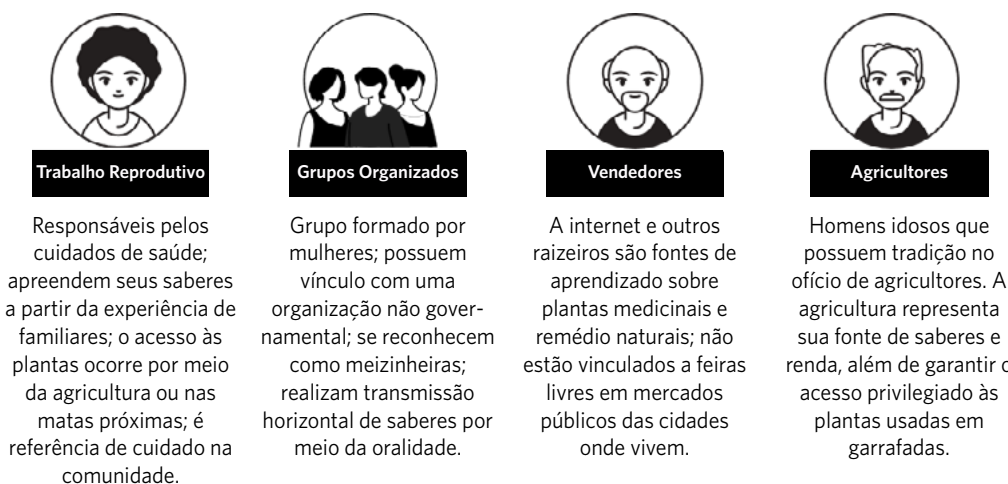 Trabalho Reprodutivo
Responsáveis pelos
cuidados de saúde;
apreendem seus saberes
a partir da experiência de
familiares; o acesso às
plantas ocorre por meio
da agricultura ou nas
matas próximas; é
referência de cuidado na
comunidade.
Grupos Organizados
Grupo formado por
mulheres; possuem
vínculo com uma
organização não gover-
namental; se reconhecem
como meizinheiras;
realizam transmissão
horizontal de saberes por
meio da oralidade.
Vendedores
A internet e outros
raizeiros são fontes de
aprendizado sobre
plantas medicinais e
remédio naturais; não
estão vinculados a feiras
livres em mercados
públicos das cidades
onde vivem.
Agricultores
Homens idosos que
possuem tradição no
ofício de agricultores. A
agricultura representa
sua fonte de saberes e
renda, além de garantir o
acesso privilegiado às
plantas usadas em
garrafadas.